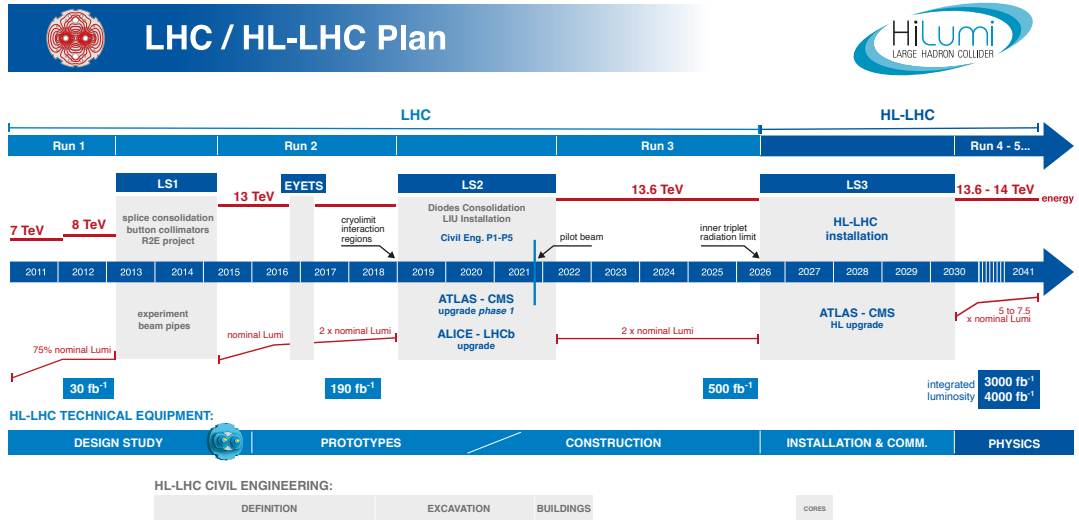 LHC / HL-LHC Plan
HiLumi
LARGE HADRON COLLIDER
LHC
HL-LHC
Run 1
Run 2
Run 3
Run 4 - 5...
LS1
EYETS
LS2
LS3
13 TeV
13.6 TeV
13.6 - 14 TeV
energy
7 TeV
8 TeV
splice consolidation
button collimators
R2E project
cryolimit
interaction
regions
Diodes Consolidation
LIU Installation
Civil Eng. P1-P5
pilot beam
inner triplet
radiation limit
HL-LHC
installation
2011
2012
2013
2014
2015
2016
2017
2018
2019
2020
2021
2022
2023
2024
2025
2026
2027
2028
2029
2030
2041
experiment
beam pipes
ATLAS - CMS
upgrade phase 1
ALICE - LHCb
upgrade
ATLAS - CMS
HL upgrade
5 to 7.5
x nominal Lumi
75% nominal Lumi
nominal Lumi
2 x nominal Lumi
2 x nominal Lumi
30 fb-1
190 fb-1
500 fb-1
integrated
luminosity
3000 fb-1
4000 fb-1
HL-LHC TECHNICAL EQUIPMENT:
DESIGN STUDY
PROTOTYPES
CONSTRUCTION
INSTALLATION & COMM.
PHYSICS
HL-LHC CIVIL ENGINEERING:
DEFINITION
EXCAVATION
BUILDINGS
CORES